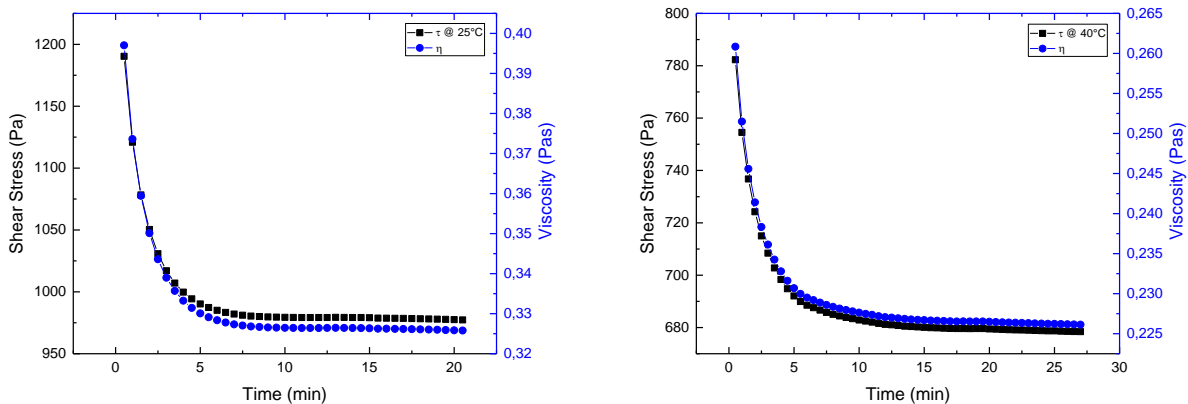 τ @ 25°C
η
1200
1150
1100
1050
1000
950
Shear Stress (Pa)
0,40
0,39
0,38
0,37
0,36
0,35
0,34
0,33
0,32
Viscosity (Pas)
0 5 10 15 20
Time (min)
τ @ 40°C
η
800
780
760
740
720
700
680
Shear Stress (Pa)
0,265
0,260
0,255
0,250
0,245
0,240
0,235
0,230
0,225
Viscosity (Pas)
0 5 10 15 20 25 30
Time (min)